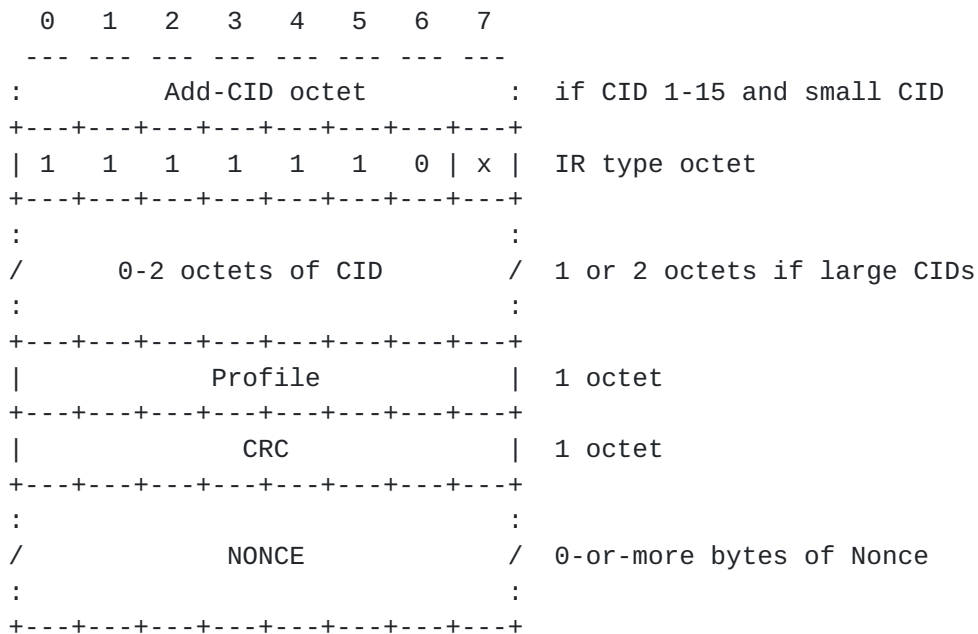 0   1   2   3   4   5   6   7
 --- --- --- --- --- --- --- ---
:         Add-CID octet         :  if CID 1-15 and small CID
+---+---+---+---+---+---+---+---+
| 1   1   1   1   1   1   0 | x |  IR type octet
+---+---+---+---+---+---+---+---+
:                               :
/      0-2 octets of CID        /  1 or 2 octets if large CIDs
:                               :
+---+---+---+---+---+---+---+---+
|            Profile            |  1 octet
+---+---+---+---+---+---+---+---+
|              CRC              |  1 octet
+---+---+---+---+---+---+---+---+
:                               :
/             NONCE             /  0-or-more bytes of Nonce
:                               :
+---+---+---+---+---+---+---+---+